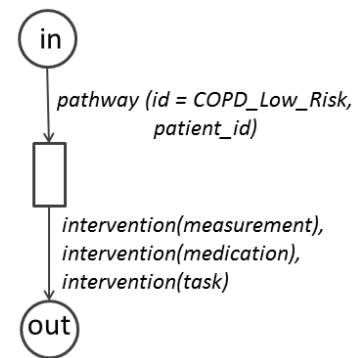 in
pathway (id = COPD_Low_Risk,
patient_id)
intervention(measurement),
intervention(medication),
intervention(task)
out